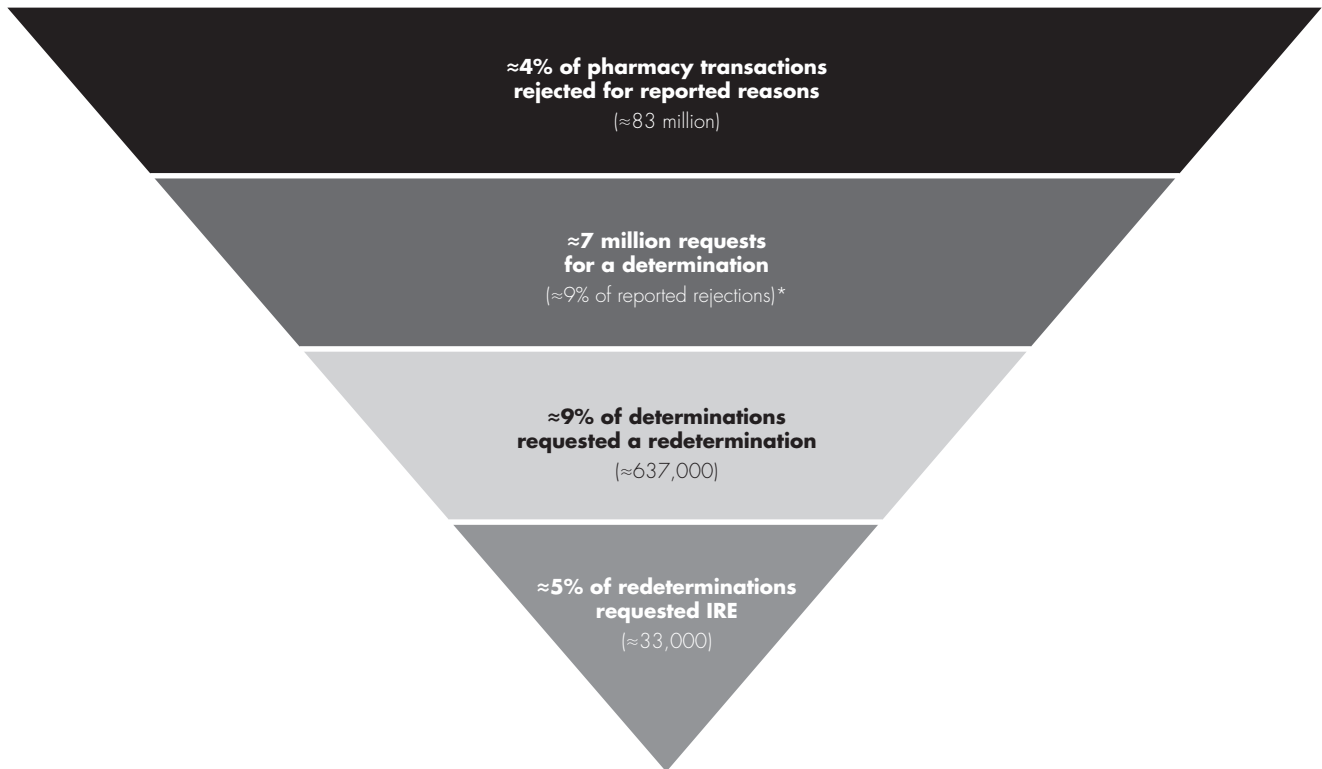 ≈4% of pharmacy transactions
rejected for reported reasons
(≈83 million)
≈7 million requests
for a determination
(≈9% of reported rejections)*
≈9% of determinations
requested a redetermination
(≈637,000)
≈5% of redeterminations
requested IRE
(≈33,000)